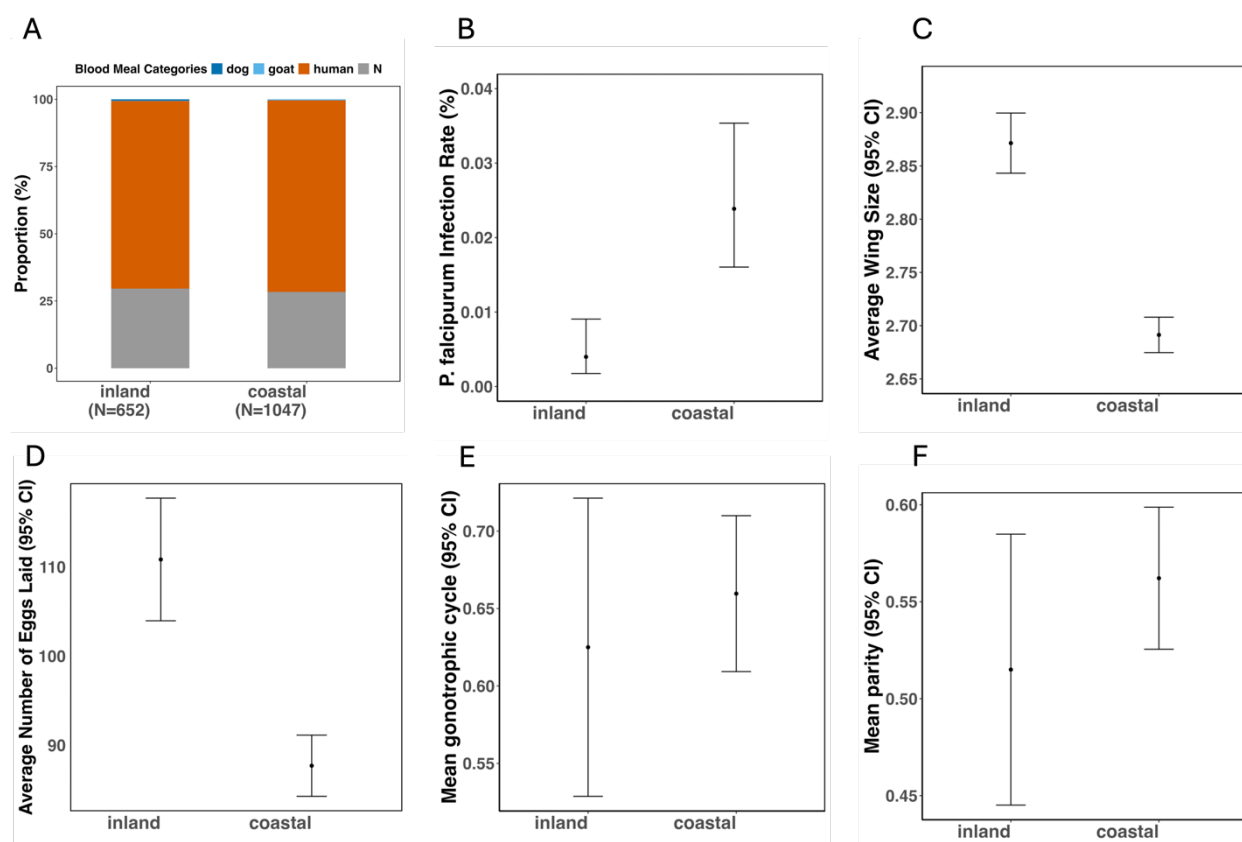 A
Blood Meal Categories dog goat human N
Proportion (%)
100
75
50
25
0
inland
(N=652)
coastal
(N=1047)
B
P. falcipurum Infection Rate (%)
0.04
0.03
0.02
0.01
0.00
inland
coastal
C
Average Wing Size (95% CI)
2.90
2.85
2.80
2.75
2.70
2.65
inland
coastal
D
Average Number of Eggs Laid (95% CI)
110
100
90
inland
coastal
E
Mean gonotrophic cycle (95% CI)
0.70
0.65
0.60
0.55
inland
coastal
F
Mean parity (95% CI)
0.60
0.55
0.50
0.45
inland
coastal